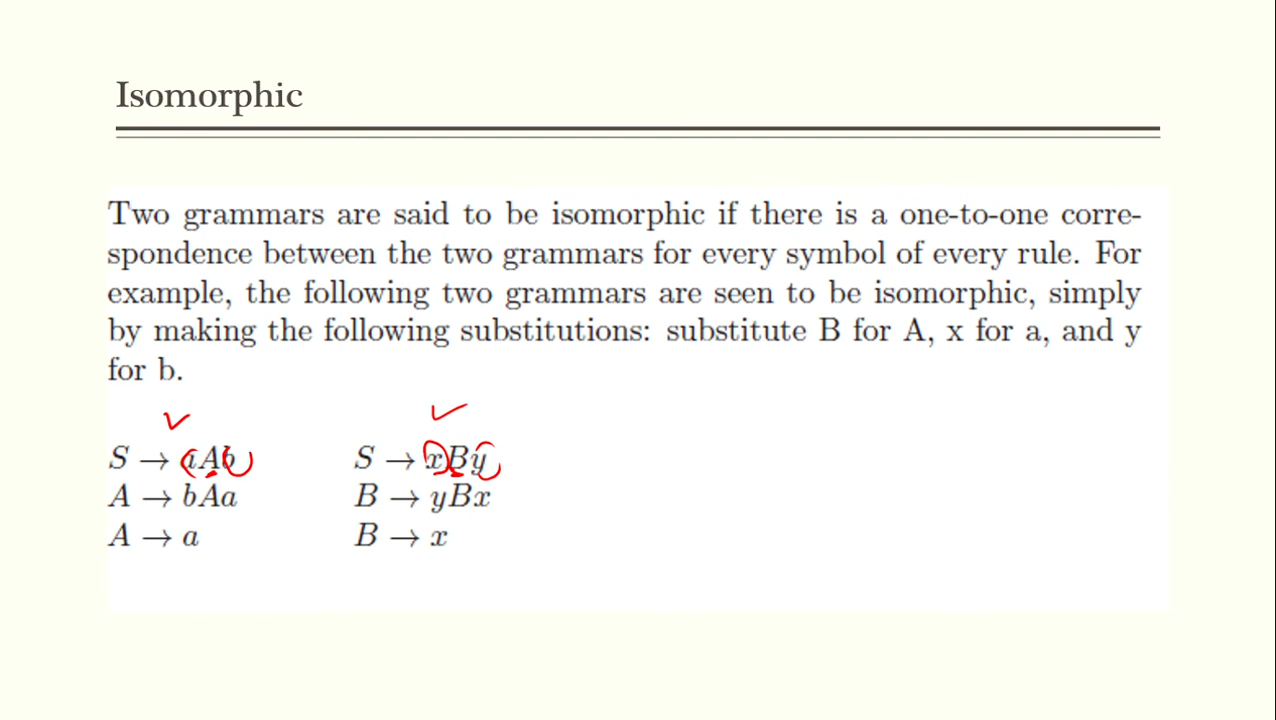 Isomorphic
Two grammars are said to be isomorphic if there is a one-to-one corre-
spondence between the two grammars for every symbol of every rule. For
example, the following two grammars are seen to be isomorphic, simply
by making the following substitutions: substitute B for A, x for a, and y
for b.
S → aAb S → xBy
A → bAa B → yBx
A → a B → x